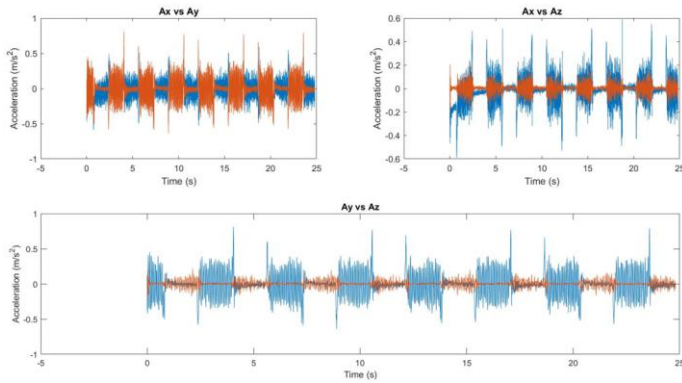 Ax vs Ay
Acceleration (m/s²)
1
0.5
0
-0.5
-1
-5 0 5 10 15 20 25
Time (s)
Ax vs Az
Acceleration (m/s²)
0.6
0.4
0.2
0
-0.2
-0.4
-0.6
-5 0 5 10 15 20 25
Time (s)
Ay vs Az
Acceleration (m/s²)
1
0.5
0
-0.5
-1
-5 0 5 10 15 20 25
Time (s)